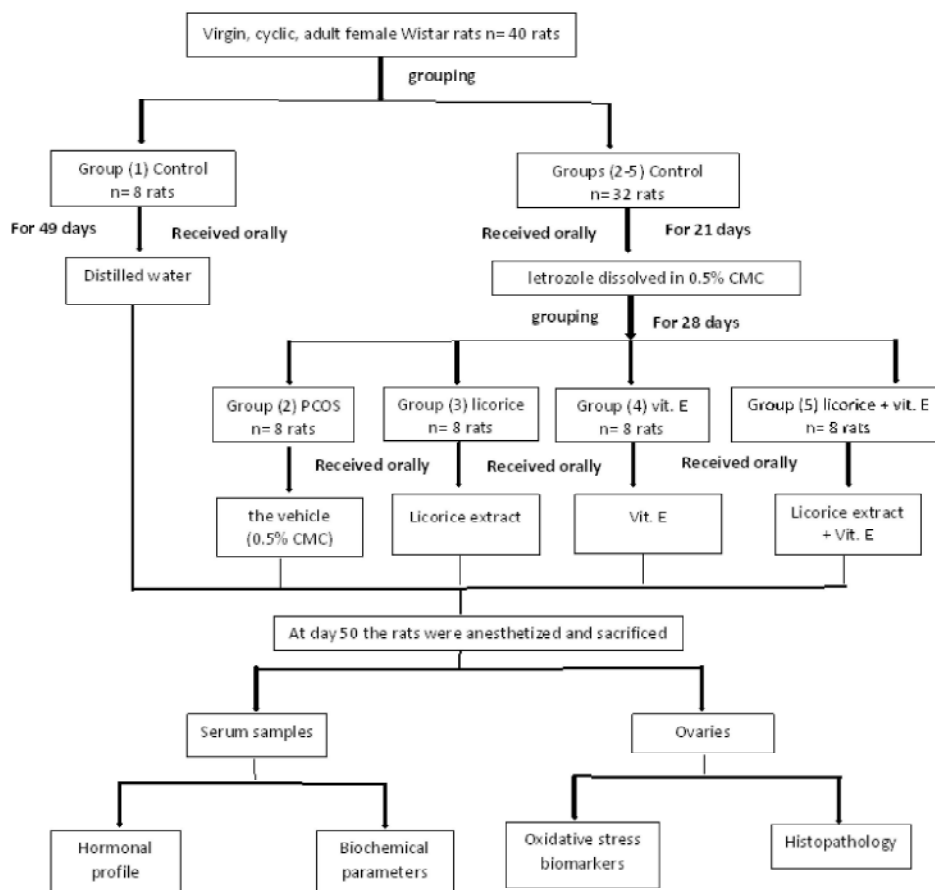 Virgin, cyclic, adult female Wistar rats n= 40 rats
grouping
Group (1) Control
n= 8 rats
Groups (2-5) Control
n= 32 rats
For 49 days
Received orally
Received orally
For 21 days
Distilled water
letrozole dissolved in 0.5% CMC
grouping
For 28 days
Group (2) PCOS
n= 8 rats
Group (3) licorice
n= 8 rats
Group (4) vit. E
n= 8 rats
Group (5) licorice + vit. E
n= 8 rats
Received orally
Received orally
Received orally
the vehicle
(0.5% CMC)
Licorice extract
Vit. E
Licorice extract
+ Vit. E
At day 50 the rats were anesthetized and sacrificed
Serum samples
Ovaries
Hormonal
profile
Biochemical
parameters
Oxidative stress
biomarkers
Histopathology